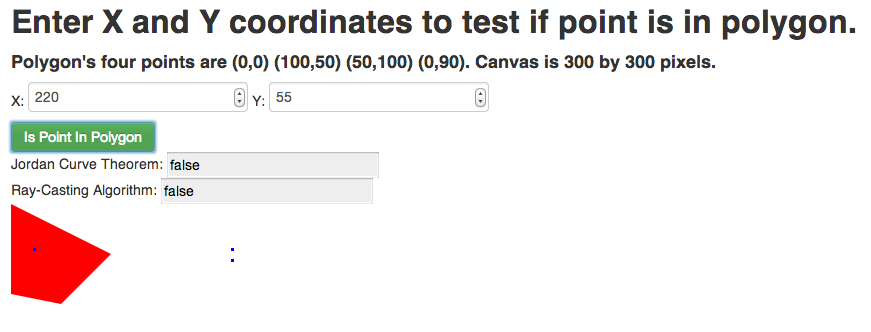 Enter X and Y coordinates to test if point is in polygon.
Polygon's four points are (0,0) (100,50) (50,100) (0,90). Canvas is 300 by 300 pixels.
X: 220 Y: 55
Is Point In Polygon
Jordan Curve Theorem: false
Ray-Casting Algorithm: false